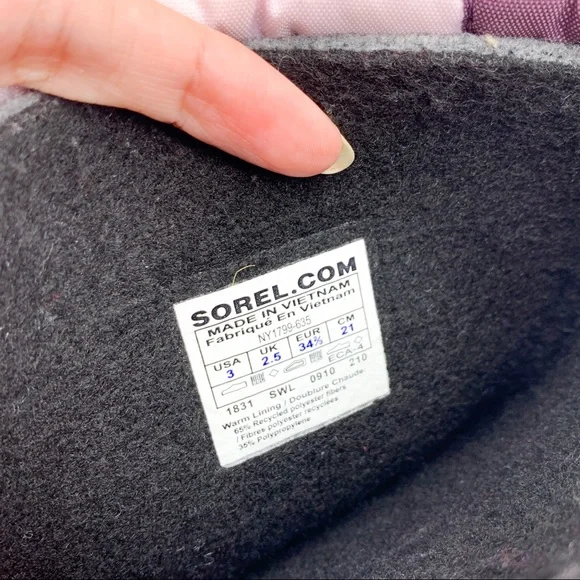 SOREL.COM
MADE IN VIETNAM
Fabriqué En Vietnam
NY1799-635
USA UK EUR CM
3 2.5 34½ 21
ECA-4
1831 SWL 0910 210
Warm Lining / Doublure Chaude
65% Recycled polyester fibers
/ Fibres polyester recyclées
35% Polypropylene